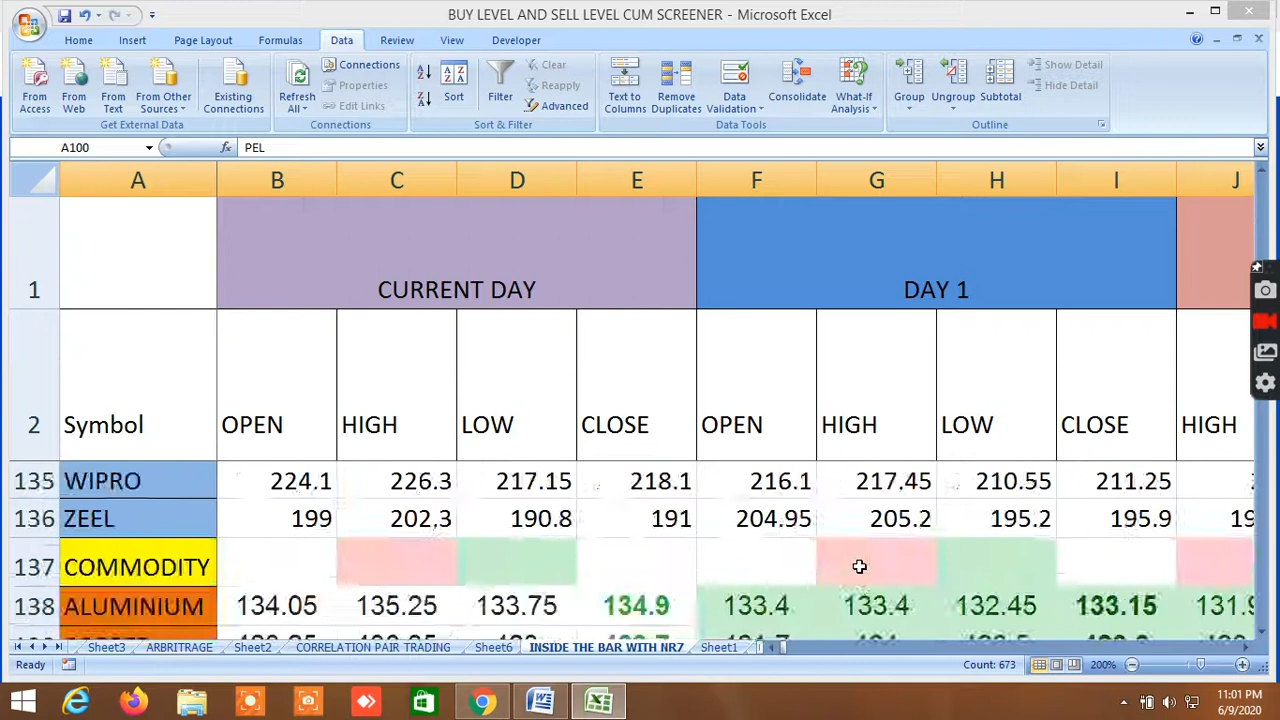 BUY LEVEL AND SELL LEVEL CUM SCREENER - Microsoft Excel
Home Insert Page Layout Formulas Data Review View Developer
From Access
From Web
From Text
From Other Sources
Existing Connections
Get External Data
Refresh All
Connections
Properties
Edit Links
Connections
Sort
Filter
Clear
Reapply
Advanced
Sort & Filter
Text to Columns
Remove Duplicates
Data Validation
Consolidate
What-If Analysis
Data Tools
Group
Ungroup
Subtotal
Show Detail
Hide Detail
Outline
A100 fx PEL
A B C D E F G H I J
1 CURRENT DAY DAY 1
2 Symbol OPEN HIGH LOW CLOSE OPEN HIGH LOW CLOSE HIGH
135 WIPRO 224.1 226.3 217.15 218.1 216.1 217.45 210.55 211.25
136 ZEEL 199 202.3 190.8 191 204.95 205.2 195.2 195.9 19
137 COMMODITY
138 ALUMINIUM 134.05 135.25 133.75 134.9 133.4 133.4 132.45 133.15 131.9
Sheet3 ARBRITRAGE Sheet2 CORRELATION PAIR TRADING Sheet6 INSIDE THE BAR WITH NR7 Sheet1
Ready Count: 673 200%
11:01 PM
6/9/2020